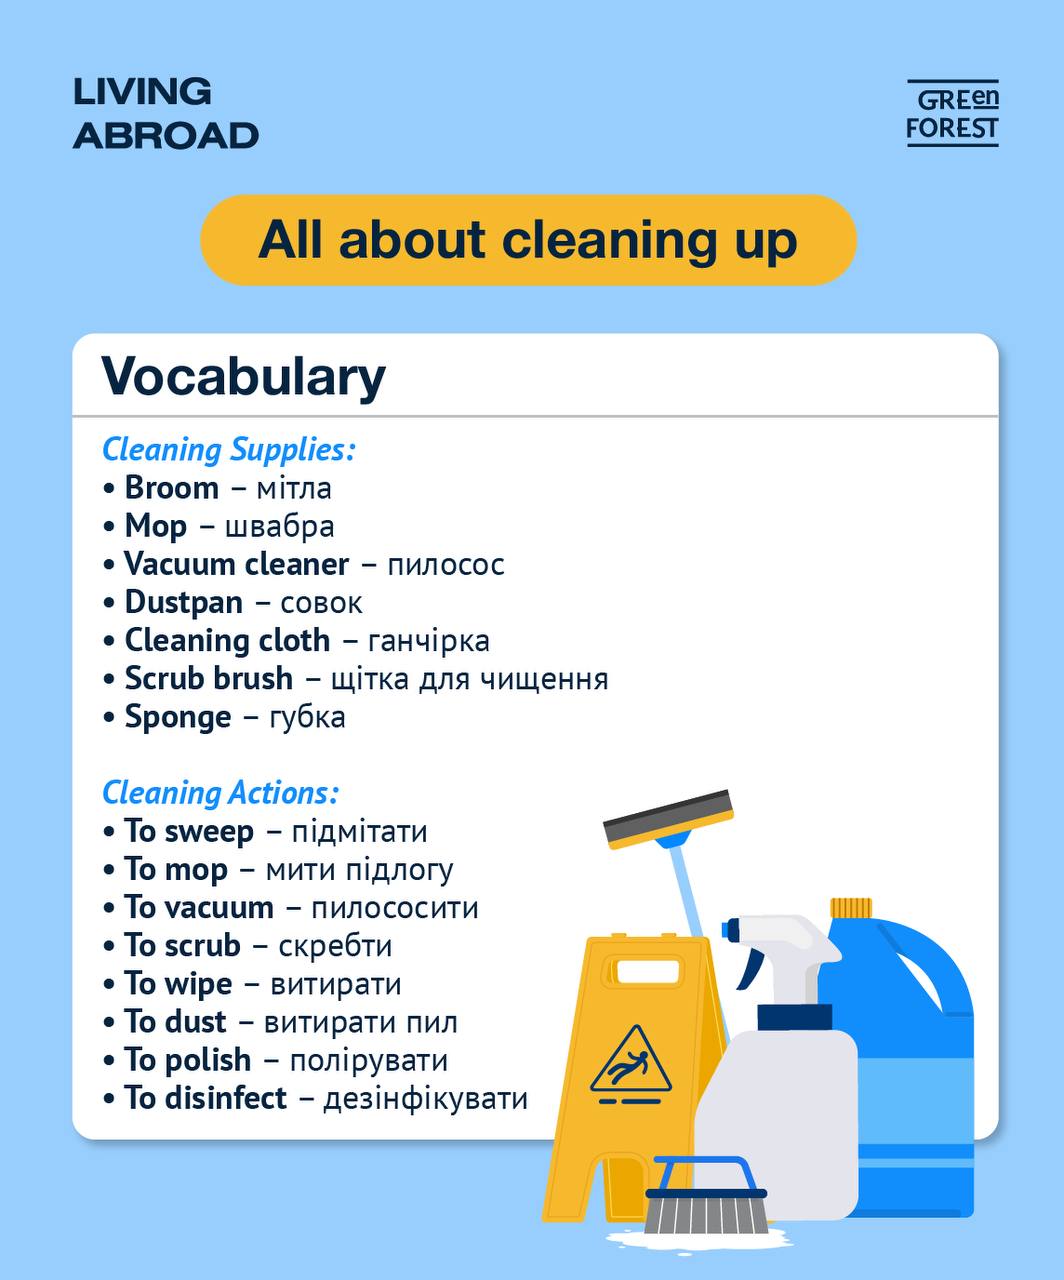 LIVING
ABROAD
GREen
FOREST
All about cleaning up
Vocabulary
Cleaning Supplies:
• Broom – мітла
• Mop – швабра
• Vacuum cleaner – пилосос
• Dustpan – совок
• Cleaning cloth – ганчірка
• Scrub brush – щітка для чищення
• Sponge – губка
Cleaning Actions:
• To sweep – підмітати
• To mop – мити підлогу
• To vacuum – пилососити
• To scrub – скребти
• To wipe – витирати
• To dust – витирати пил
• To polish – полірувати
• To disinfect – дезінфікувати